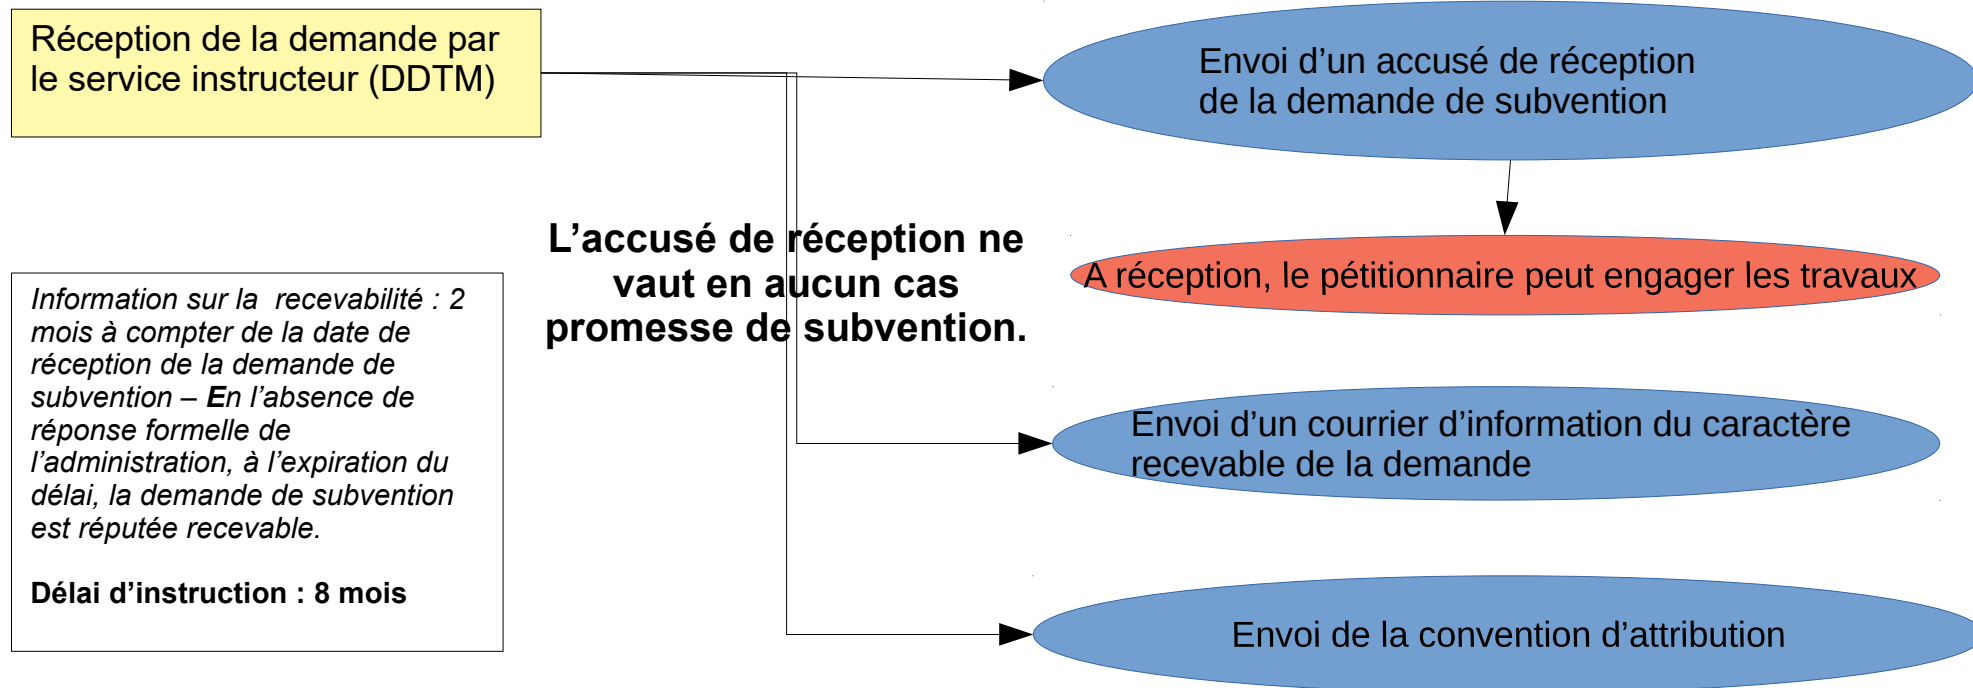 Réception de la demande par
le service instructeur (DDTM)
Envoi d’un accusé de réception
de la demande de subvention
L’accusé de réception ne
vaut en aucun cas
promesse de subvention.
A réception, le pétitionnaire peut engager les travaux
Information sur la recevabilité : 2
mois à compter de la date de
réception de la demande de
subvention – En l’absence de
réponse formelle de
l’administration, à l’expiration du
délai, la demande de subvention
est réputée recevable.
Délai d’instruction : 8 mois
Envoi d’un courrier d’information du caractère
recevable de la demande
Envoi de la convention d’attribution